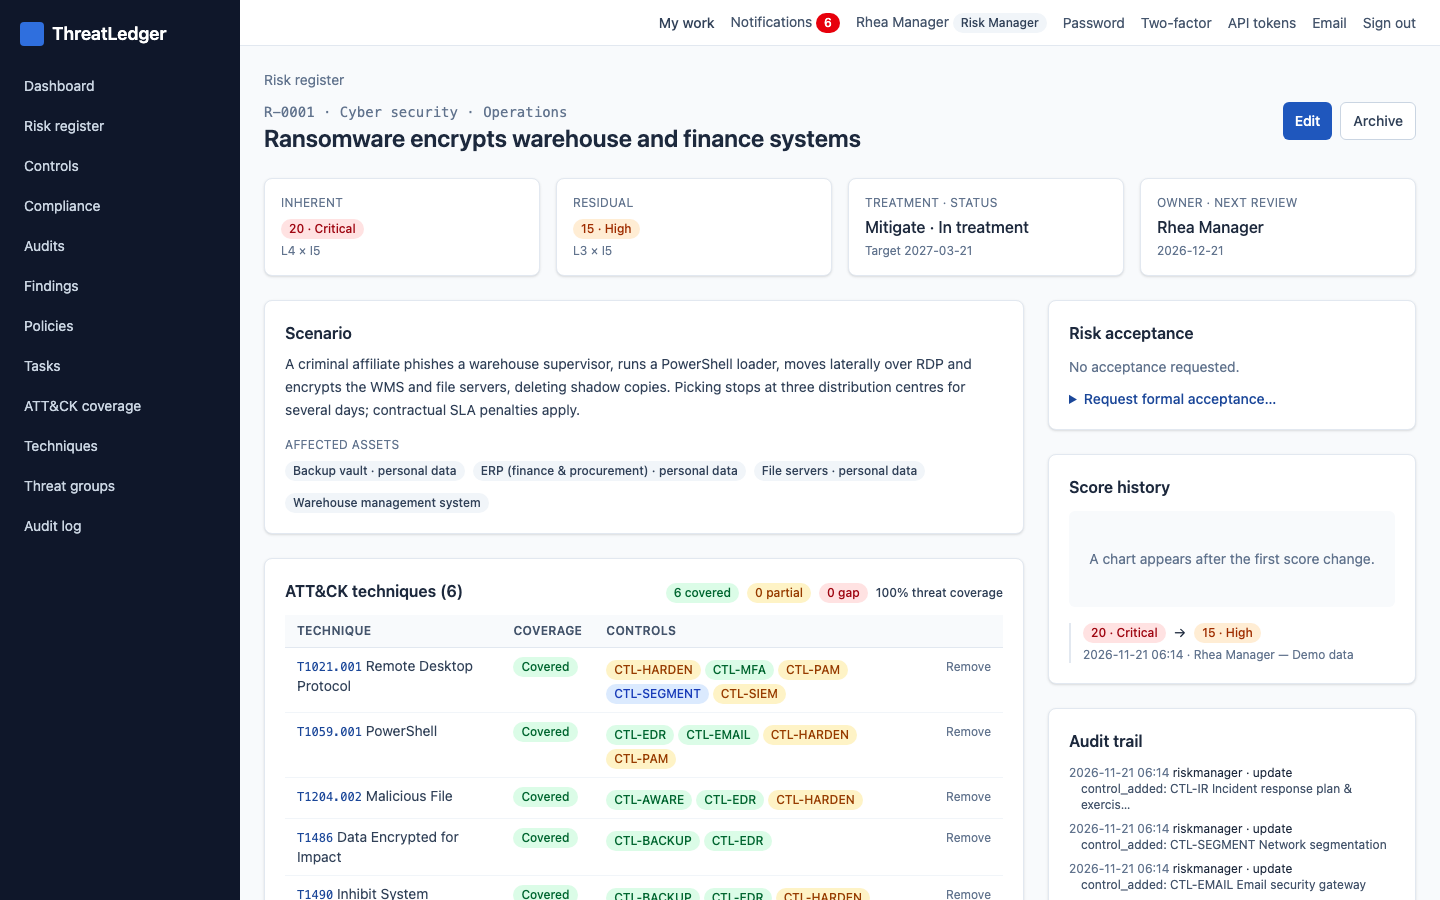 ThreatLedger
Dashboard
Risk register
Controls
Compliance
Audits
Findings
Policies
Tasks
ATT&CK coverage
Techniques
Threat groups
Audit log
My work Notifications 6 Rhea Manager Risk Manager Password Two-factor API tokens Email Sign out
Risk register
R-0001 · Cyber security · Operations
Ransomware encrypts warehouse and finance systems
Edit Archive
INHERENT
20 · Critical
L4 × I5
RESIDUAL
15 · High
L3 × I5
TREATMENT · STATUS
Mitigate · In treatment
Target 2027-03-21
OWNER · NEXT REVIEW
Rhea Manager
2026-12-21
Scenario
A criminal affiliate phishes a warehouse supervisor, runs a PowerShell loader, moves laterally over RDP and
encrypts the WMS and file servers, deleting shadow copies. Picking stops at three distribution centres for
several days; contractual SLA penalties apply.
AFFECTED ASSETS
Backup vault · personal data ERP (finance & procurement) · personal data File servers · personal data
Warehouse management system
ATT&CK techniques (6) 6 covered 0 partial 0 gap 100% threat coverage
TECHNIQUE COVERAGE CONTROLS
T1021.001 Remote Desktop Protocol Covered CTL-HARDEN CTL-MFA CTL-PAM CTL-SEGMENT CTL-SIEM Remove
T1059.001 PowerShell Covered CTL-EDR CTL-EMAIL CTL-HARDEN CTL-PAM Remove
T1204.002 Malicious File Covered CTL-AWARE CTL-EDR CTL-HARDEN Remove
T1486 Data Encrypted for Impact Covered CTL-BACKUP CTL-EDR Remove
T1490 Inhibit System Covered CTL-BACKUP CTL-EDR CTL-HARDEN Remove
Risk acceptance
No acceptance requested.
Request formal acceptance...
Score history
A chart appears after the first score change.
20 · Critical → 15 · High
2026-11-21 06:14 · Rhea Manager — Demo data
Audit trail
2026-11-21 06:14 riskmanager · update
control_added: CTL-IR Incident response plan &
exercis...
2026-11-21 06:14 riskmanager · update
control_added: CTL-SEGMENT Network segmentation
2026-11-21 06:14 riskmanager · update
control_added: CTL-EMAIL Email security gateway